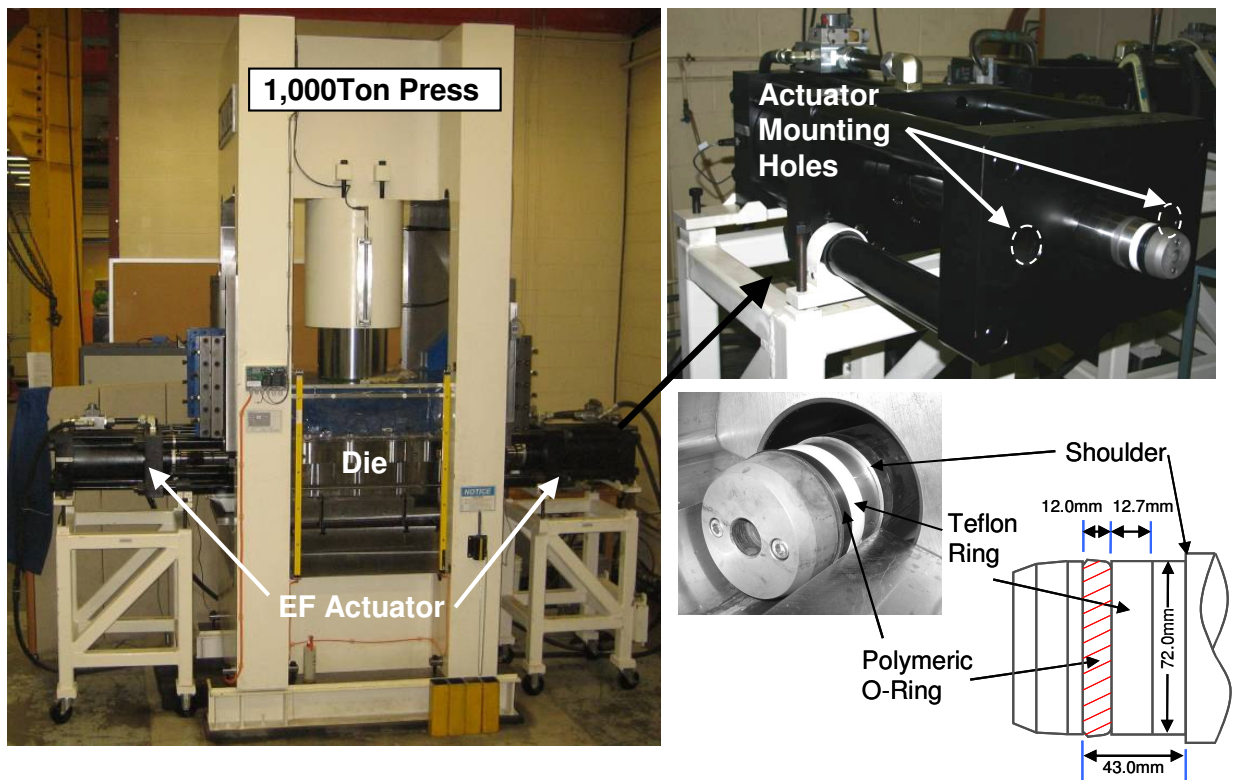 1,000Ton Press
Actuator
Mounting
Holes
Die
NOTICE
EF Actuator
Shoulder
12.0mm
12.7mm
Teflon
Ring
72.0mm
Polymeric
O-Ring
43.0mm